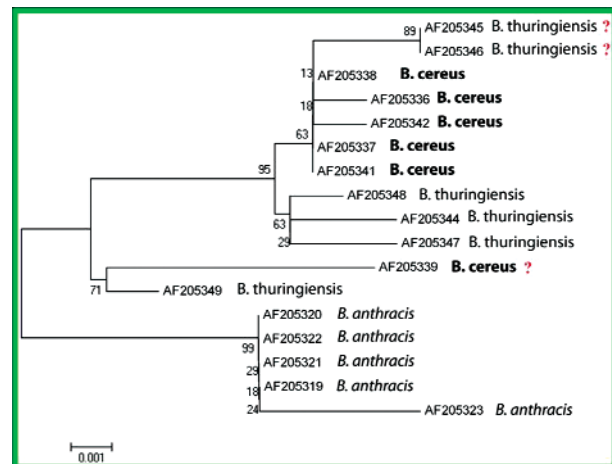 89
AF205345 B. thuringiensis ?
AF205346 B. thuringiensis ?
13
AF205338 B. cereus
18
AF205336 B. cereus
AF205342 B. cereus
63
AF205337 B. cereus
95
AF205341 B. cereus
AF205348 B. thuringiensis
63
AF205344 B. thuringiensis
29
AF205347 B. thuringiensis
AF205339 B. cereus ?
71
AF205349 B. thuringiensis
AF205320 B. anthracis
AF205322 B. anthracis
99
AF205321 B. anthracis
29
AF205319 B. anthracis
18
24
AF205323 B. anthracis
0.001